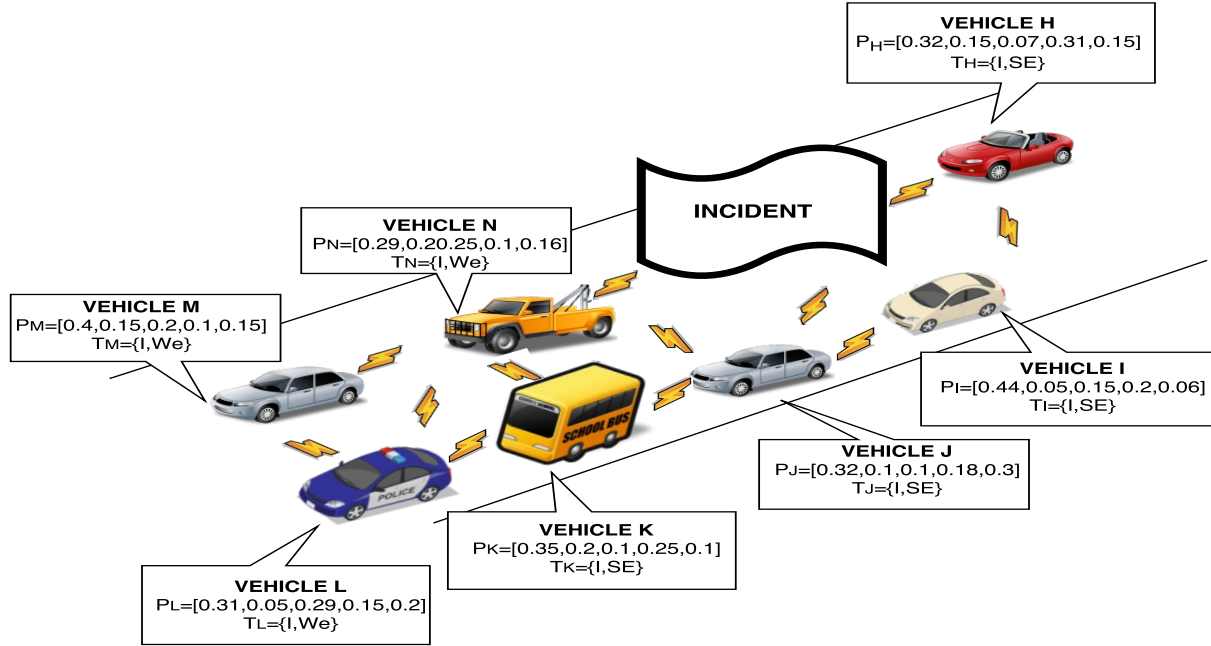 VEHICLE H
PH=[0.32,0.15,0.07,0.31,0.15]
TH={I,SE}
INCIDENT
VEHICLE N
PN=[0.29,0.20.25,0.1,0.16]
TN={I,We}
VEHICLE M
PM=[0.4,0.15,0.2,0.1,0.15]
TM={I,We}
VEHICLE I
PI=[0.44,0.05,0.15,0.2,0.06]
TI={I,SE}
SCHOOL BUS
VEHICLE J
PJ=[0.32,0.1,0.1,0.18,0.3]
TJ={I,SE}
POLICE
VEHICLE K
PK=[0.35,0.2,0.1,0.25,0.1]
TK={I,SE}
VEHICLE L
PL=[0.31,0.05,0.29,0.15,0.2]
TL={I,We}